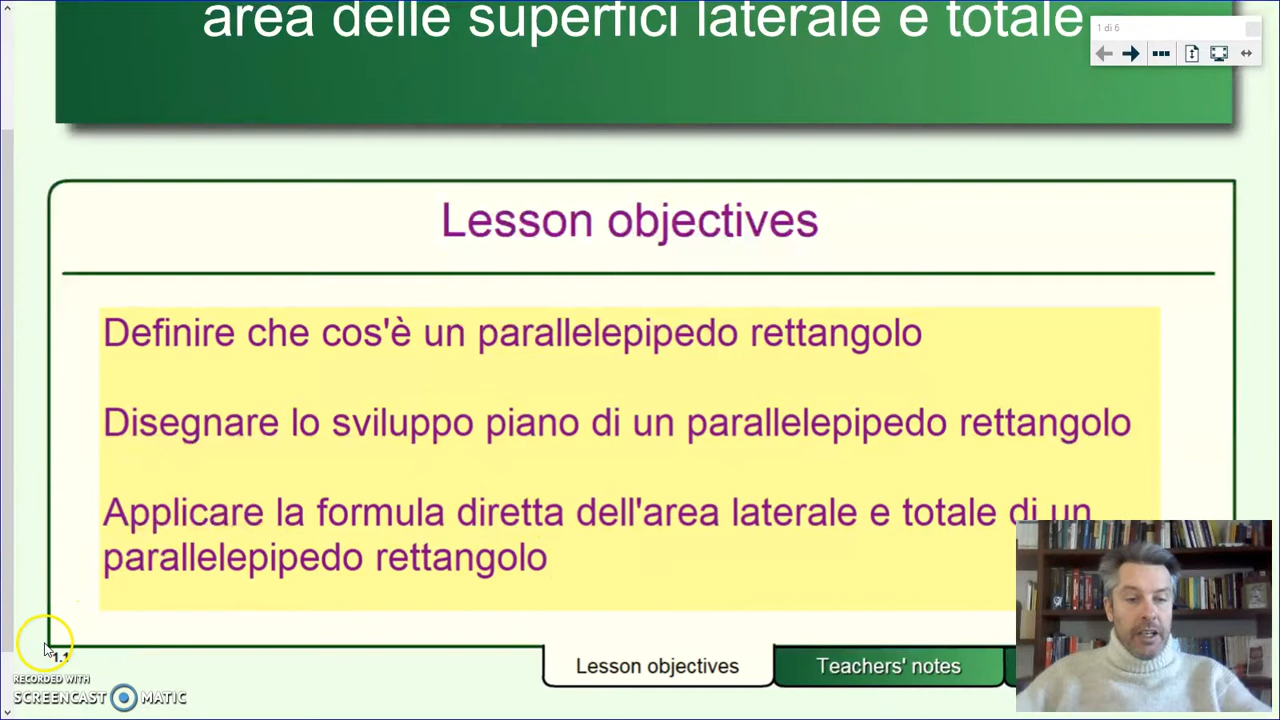 area delle superfici laterale e totale
1 di 6
Lesson objectives
Definire che cos'è un parallelepipedo rettangolo
Disegnare lo sviluppo piano di un parallelepipedo rettangolo
Applicare la formula diretta dell'area laterale e totale di un
parallelepipedo rettangolo
1.1
Lesson objectives
Teachers' notes
RECORDED WITH
SCREENCAST MATIC